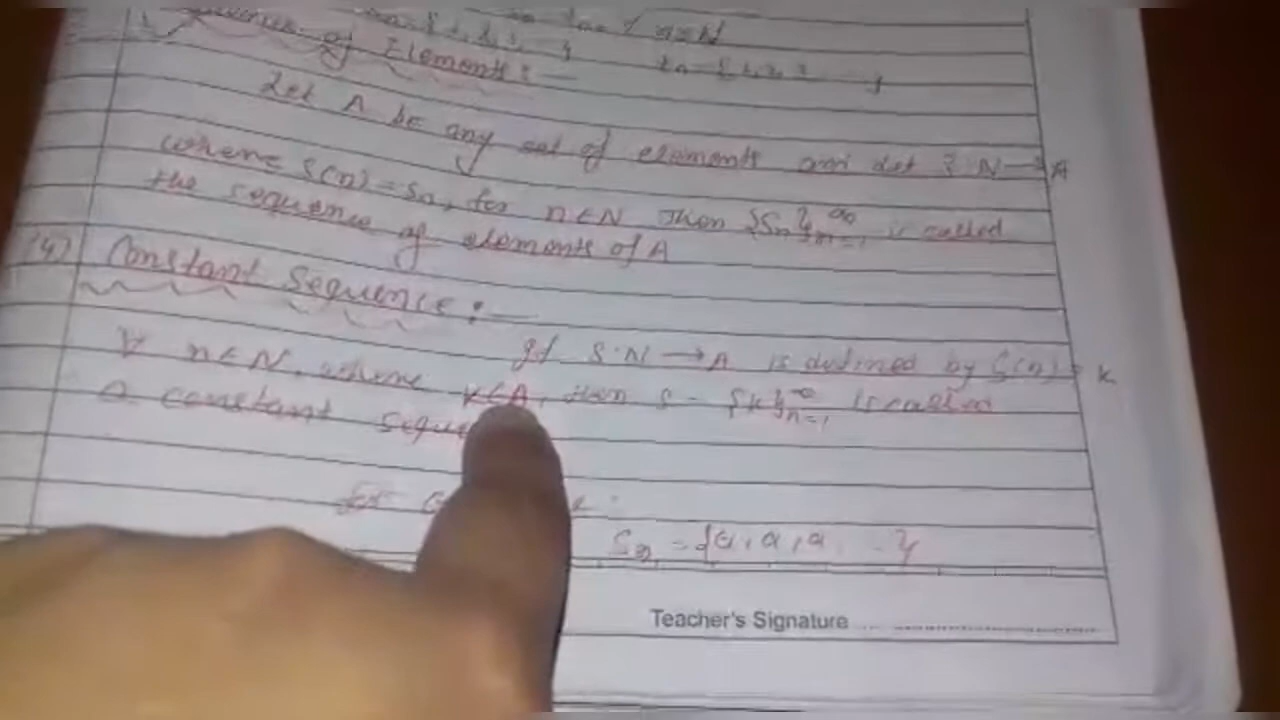 n∈N
of Elements:—
Let A be any set of elements and let S: N→A
where S(n)=Sn, for n∈N Then {Sn}∞n=1 is called
the sequence of elements of A
(4) Constant Sequence:—
If S:N→A is defined by S(n)=k
∀ n∈N, where k∈A, then S = {k}∞n=1 is called
a constant
Sn = {a, a, a, - }
Teacher's Signature